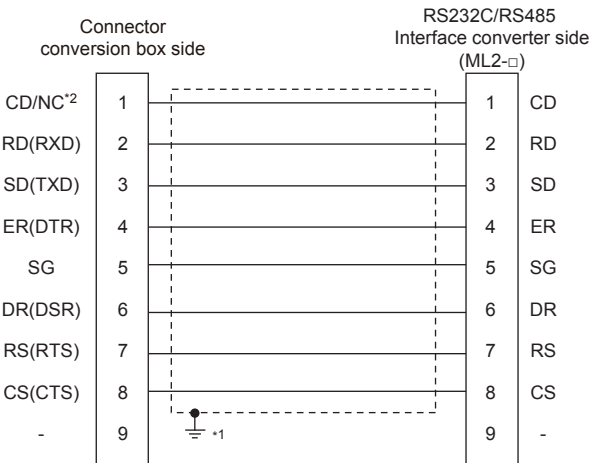 Connector
conversion box side
RS232C/RS485
Interface converter side
(ML2-□)
CD/NC*2 1 1 CD
RD(RXD) 2 2 RD
SD(TXD) 3 3 SD
ER(DTR) 4 4 ER
SG 5 5 SG
DR(DSR) 6 6 DR
RS(RTS) 7 7 RS
CS(CTS) 8 8 CS
- 9 *1 9 -